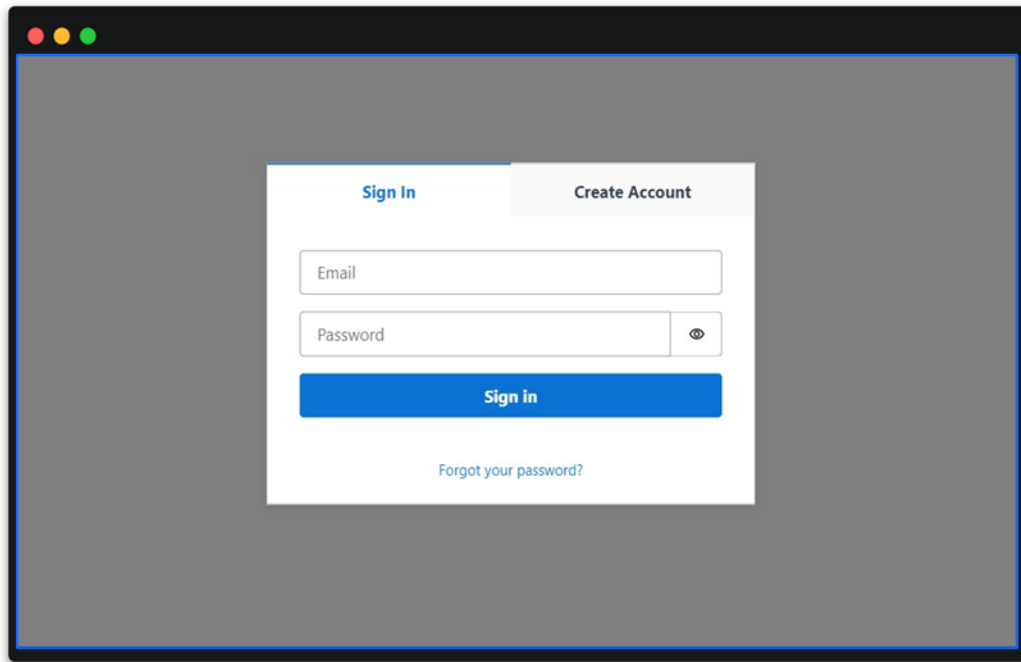 Sign In
Create Account
Email
Password
Sign in
Forgot your password?